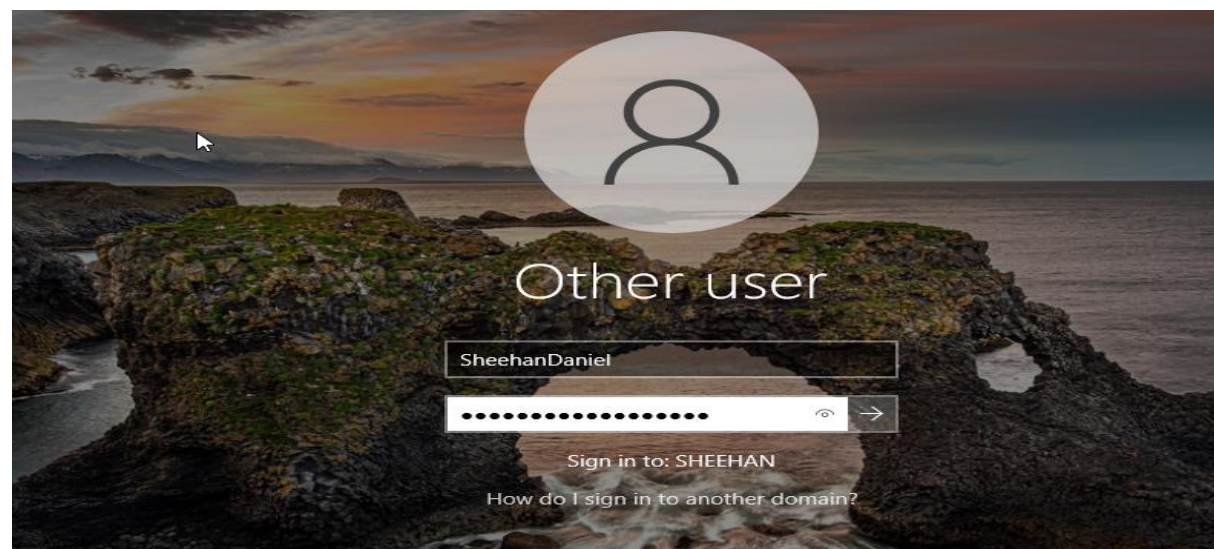 Other user
SheehanDaniel
••••••••••••••••••
Sign in to: SHEEHAN
How do I sign in to another domain?